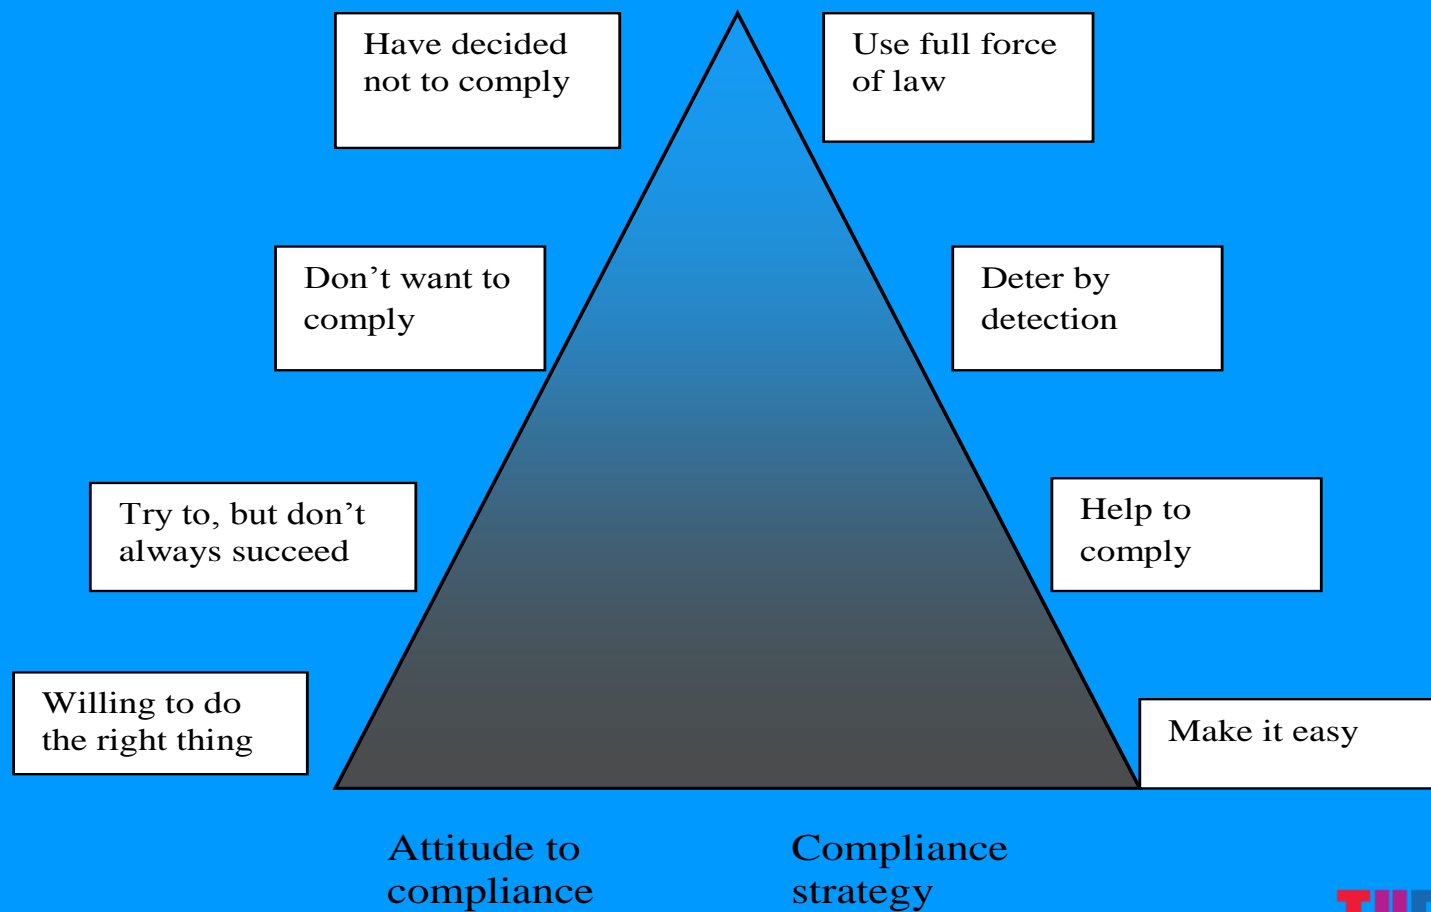 Have decided
not to comply
Use full force
of law
Don’t want to
comply
Deter by
detection
Try to, but don’t
always succeed
Help to
comply
Willing to do
the right thing
Make it easy
Attitude to
compliance
Compliance
strategy